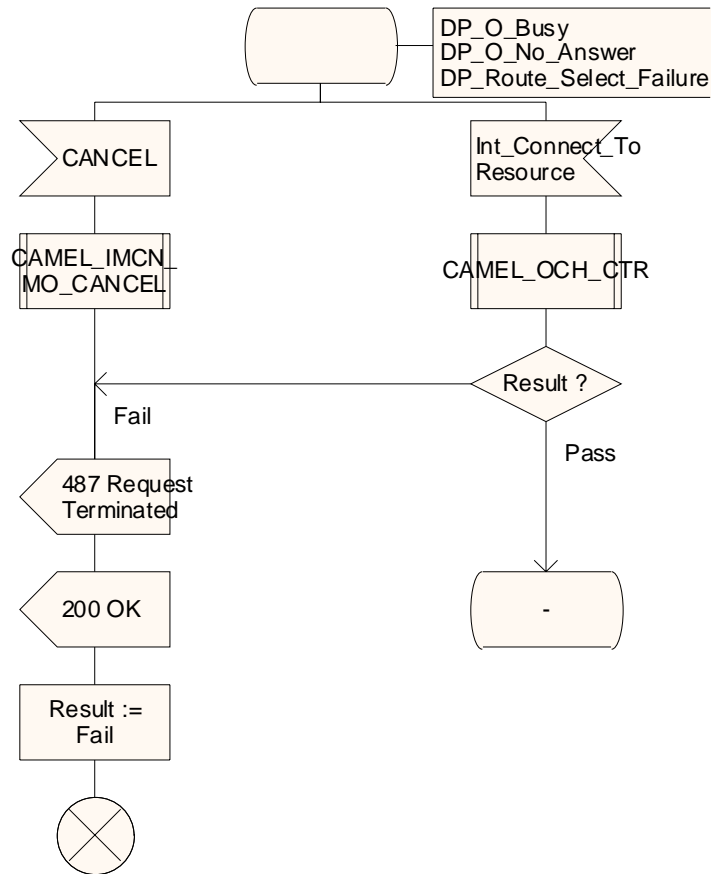 DP_O_Busy
DP_O_No_Answer
DP_Route_Select_Failure
CANCEL
Int_Connect_To
Resource
CAMEL_IMCN_
MO_CANCEL
CAMEL_OCH_CTR
Result ?
Fail
Pass
487 Request
Terminated
200 OK
-
Result :=
Fail